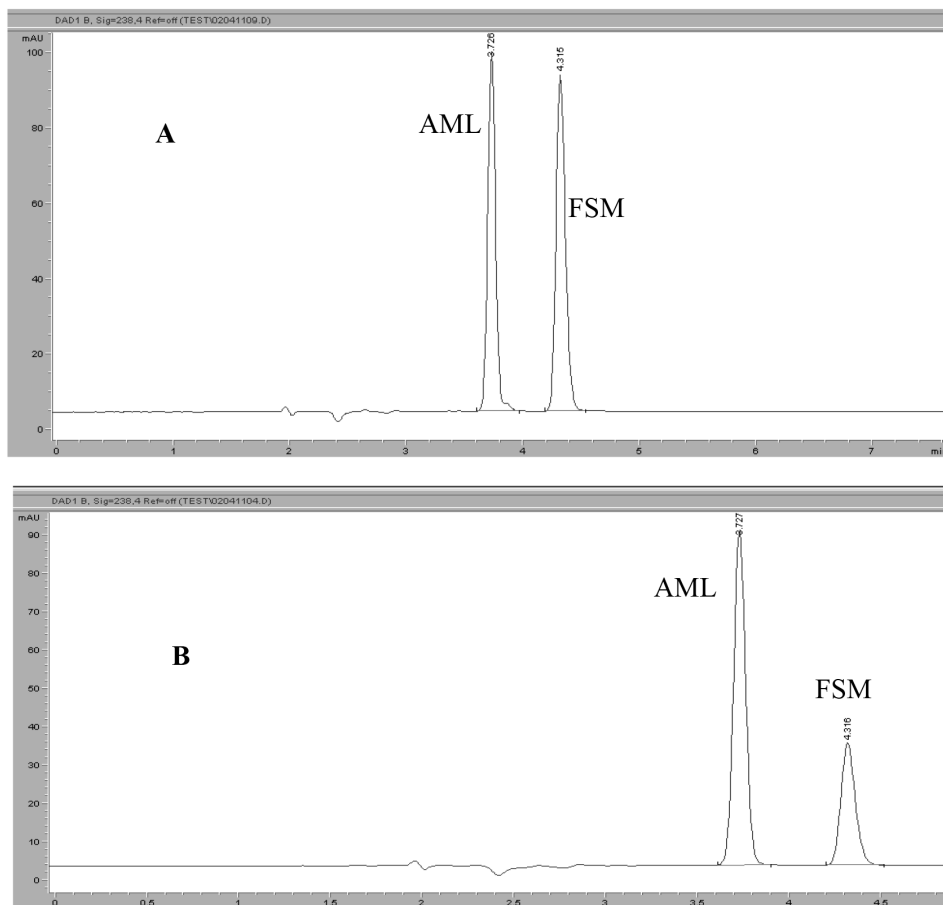 DAD1 B, Sig=238,4 Ref=off (TEST\02041109.D)
mAU
100
80
60
40
20
0
3.726
4.315
AML
A
FSM
0 1 2 3 4 5 6 7 min
DAD1 B, Sig=238,4 Ref=off (TEST\02041104.D)
mAU
90
80
70
60
50
40
30
20
10
0
3.727
AML
B
FSM
4.316
0 0.5 1 1.5 2 2.5 3 3.5 4 4.5